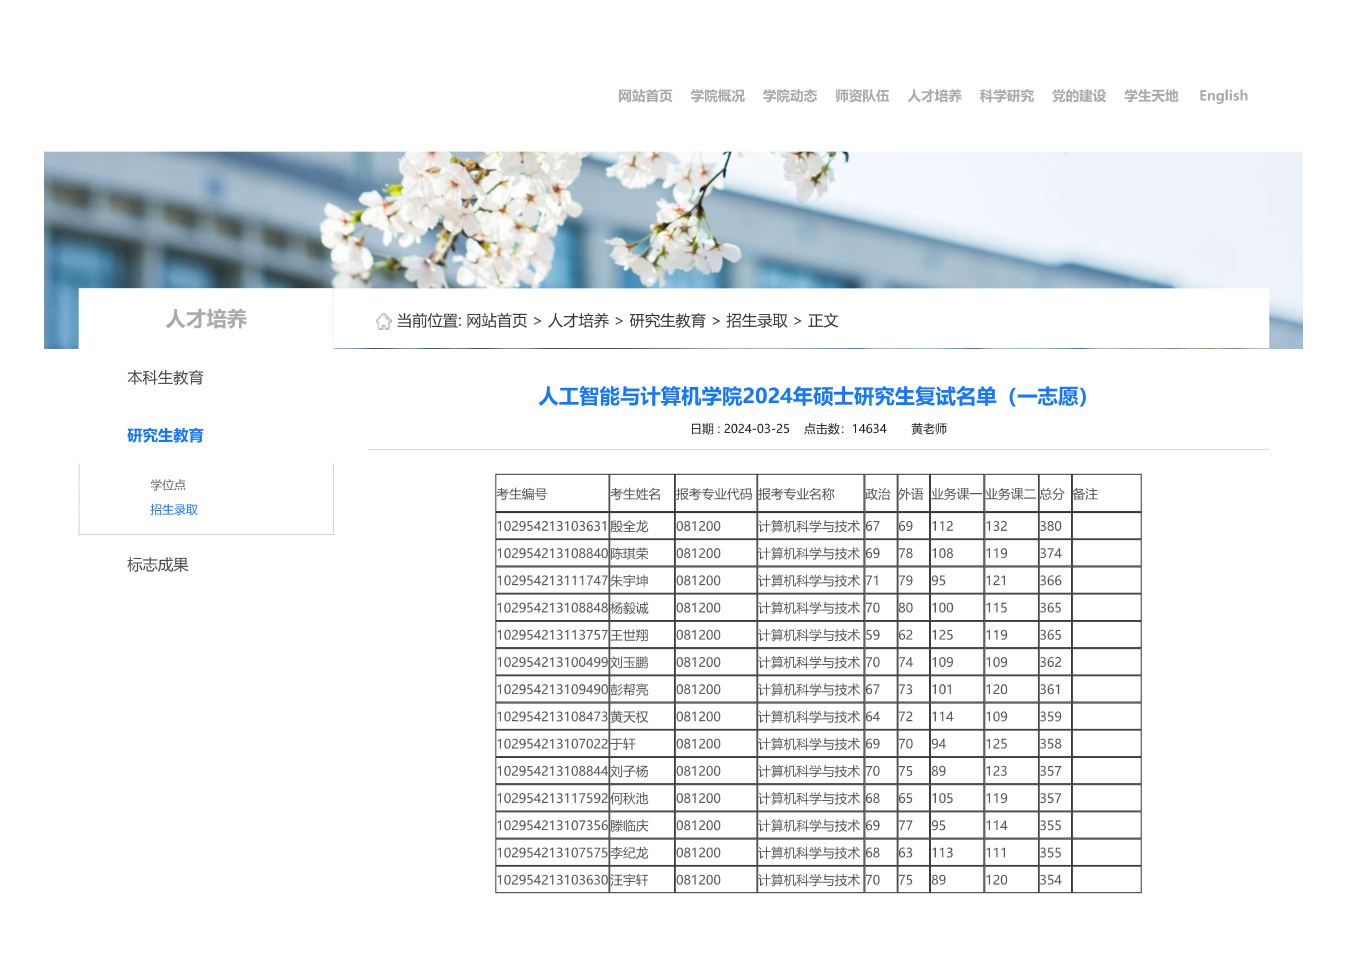 网站首页 学院概况 学院动态 师资队伍 人才培养 科学研究 党的建设 学生天地 English
人才培养
当前位置: 网站首页 > 人才培养 > 研究生教育 > 招生录取 > 正文
本科生教育
研究生教育
学位点
招生录取
标志成果
人工智能与计算机学院2024年硕士研究生复试名单（一志愿）
日期 : 2024-03-25 点击数：14634 黄老师
考生编号 考生姓名 报考专业代码 报考专业名称 政治 外语 业务课一 业务课二 总分 备注
102954213103631 殷全龙 081200 计算机科学与技术 67 69 112 132 380
102954213108840 陈琪荣 081200 计算机科学与技术 69 78 108 119 374
102954213111747 朱宇坤 081200 计算机科学与技术 71 79 95 121 366
102954213108848 杨毅诚 081200 计算机科学与技术 70 80 100 115 365
102954213113757 王世翔 081200 计算机科学与技术 59 62 125 119 365
102954213100499 刘玉鹏 081200 计算机科学与技术 70 74 109 109 362
102954213109490 彭帮亮 081200 计算机科学与技术 67 73 101 120 361
102954213108473 黄天权 081200 计算机科学与技术 64 72 114 109 359
102954213107022 于轩 081200 计算机科学与技术 69 70 94 125 358
102954213108844 刘子杨 081200 计算机科学与技术 70 75 89 123 357
102954213117592 何秋池 081200 计算机科学与技术 68 65 105 119 357
102954213107356 滕临庆 081200 计算机科学与技术 69 77 95 114 355
102954213107575 李纪龙 081200 计算机科学与技术 68 63 113 111 355
102954213103630 汪宇轩 081200 计算机科学与技术 70 75 89 120 354